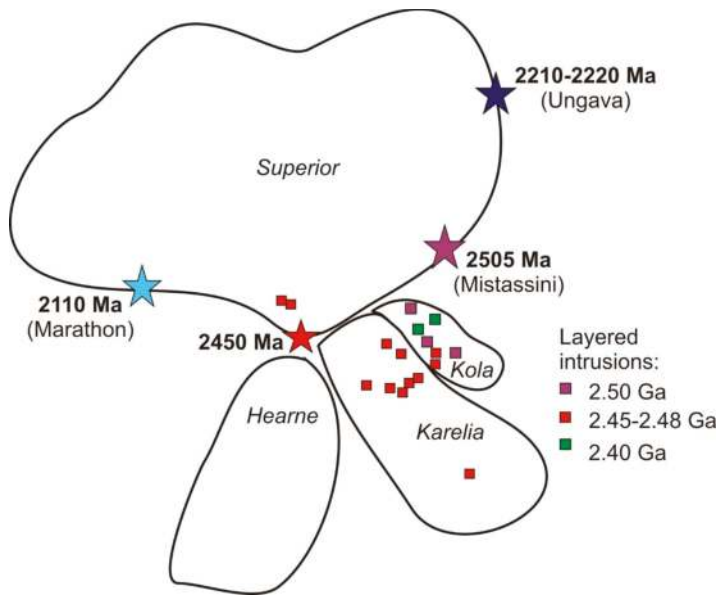 2210-2220 Ma
(Ungava)
Superior
2505 Ma
(Mistassini)
2110 Ma
(Marathon)
2450 Ma
Hearne
Karelia
Kola
Layered
intrusions:
2.50 Ga
2.45-2.48 Ga
2.40 Ga